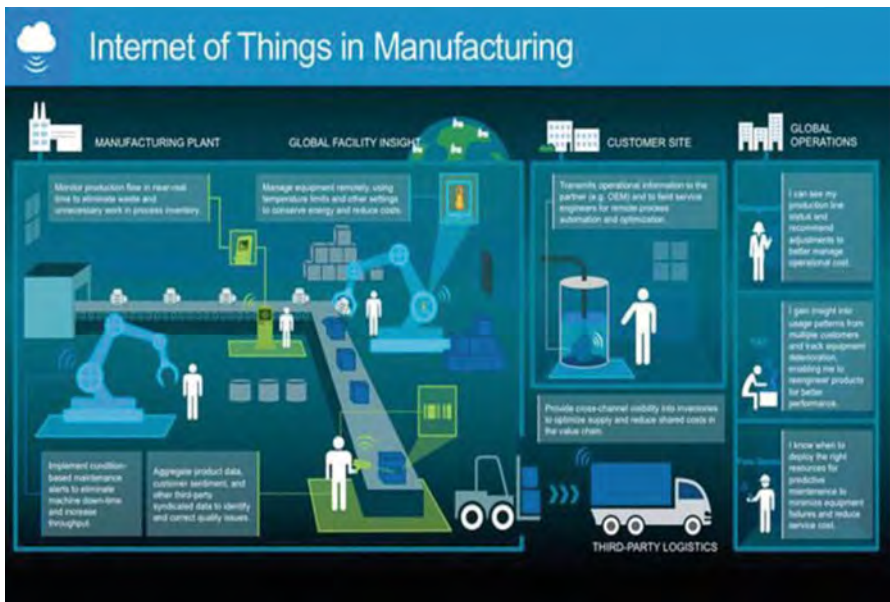 Internet of Things in Manufacturing
MANUFACTURING PLANT
GLOBAL FACILITY INSIGHT
CUSTOMER SITE
GLOBAL
OPERATIONS
Monitor production flow in near-real
time to eliminate waste and
unnecessary work in process inventory.
Manage equipment remotely, using
temperature limits and other settings
to conserve energy and reduce costs.
Transmits operational information to the
partner (e.g. OEM) and to field service
engineers for remote process
automation and optimization.
I can see my
production line
status and
recommend
adjustments to
better manage
operational cost.
I gain insight into
usage patterns from
multiple customers
and track equipment
deterioration,
enabling me to
reengineer products
for better
performance.
Provide cross-channel visibility into inventories
to optimize supply and reduce shared costs in
the value chain.
Implement condition-
based maintenance
alerts to eliminate
machine down-time
and increase
throughput.
Aggregate product data,
customer sentiment, and
other third-party
syndicated data to identify
and correct quality issues.
I know when to
deploy the right
resources for
predictive
maintenance to
minimize equipment
failures and reduce
service cost.
THIRD-PARTY LOGISTICS